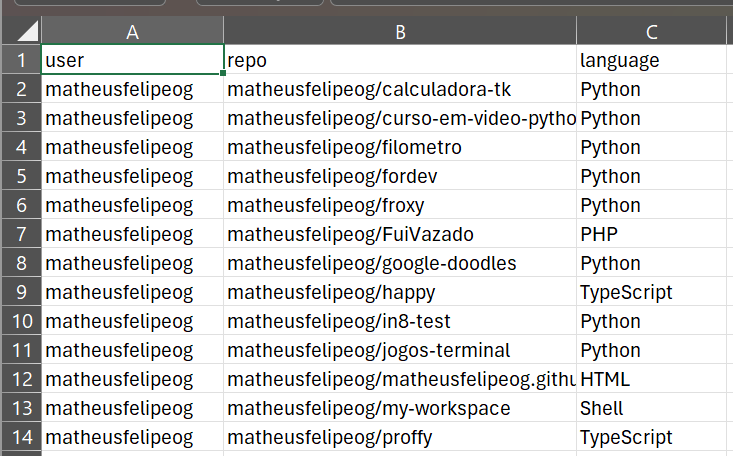 A B C
1 user repo language
2 matheusfelipeog matheusfelipeog/calculadora-tk Python
3 matheusfelipeog matheusfelipeog/curso-em-video-pytho Python
4 matheusfelipeog matheusfelipeog/filometro Python
5 matheusfelipeog matheusfelipeog/fordev Python
6 matheusfelipeog matheusfelipeog/froxy Python
7 matheusfelipeog matheusfelipeog/FuiVazado PHP
8 matheusfelipeog matheusfelipeog/google-doodles Python
9 matheusfelipeog matheusfelipeog/happy TypeScript
10 matheusfelipeog matheusfelipeog/in8-test Python
11 matheusfelipeog matheusfelipeog/jogos-terminal Python
12 matheusfelipeog matheusfelipeog/matheusfelipeog.githu HTML
13 matheusfelipeog matheusfelipeog/my-workspace Shell
14 matheusfelipeog matheusfelipeog/proffy TypeScript